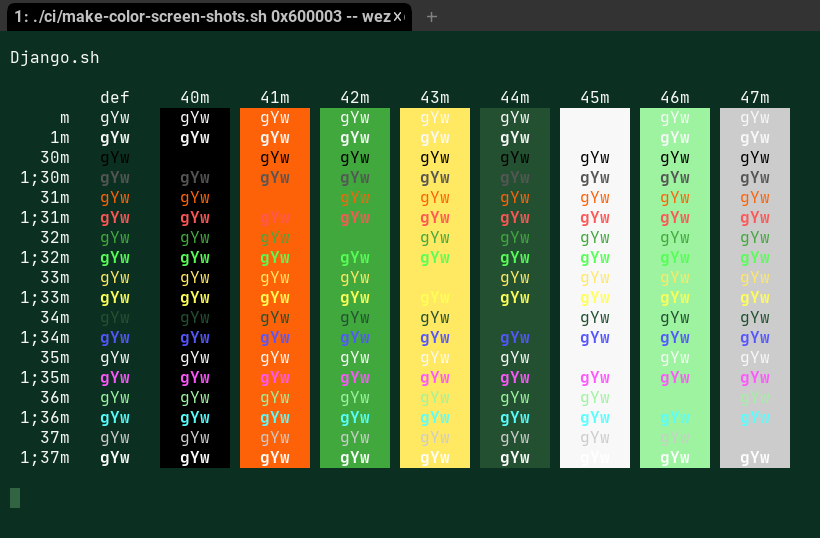 1: ./ci/make-color-screen-shots.sh 0x600003 -- wez
Django.sh
def 40m 41m 42m 43m 44m 45m 46m 47m
m gYw gYw gYw gYw gYw gYw gYw gYw
1m gYw gYw gYw gYw gYw gYw gYw gYw
30m gYw gYw gYw gYw gYw gYw gYw gYw
1;30m gYw gYw gYw gYw gYw gYw gYw gYw gYw
31m gYw gYw gYw gYw gYw gYw gYw gYw
1;31m gYw gYw gYw gYw gYw gYw gYw gYw gYw
32m gYw gYw gYw gYw gYw gYw gYw gYw
1;32m gYw gYw gYw gYw gYw gYw gYw gYw gYw
33m gYw gYw gYw gYw gYw gYw gYw gYw
1;33m gYw gYw gYw gYw gYw gYw gYw gYw gYw
34m gYw gYw gYw gYw gYw gYw gYw gYw
1;34m gYw gYw gYw gYw gYw gYw gYw gYw gYw
35m gYw gYw gYw gYw gYw gYw gYw gYw
1;35m gYw gYw gYw gYw gYw gYw gYw gYw gYw
36m gYw gYw gYw gYw gYw gYw gYw gYw
1;36m gYw gYw gYw gYw gYw gYw gYw gYw gYw
37m gYw gYw gYw gYw gYw gYw gYw gYw
1;37m gYw gYw gYw gYw gYw gYw gYw gYw gYw